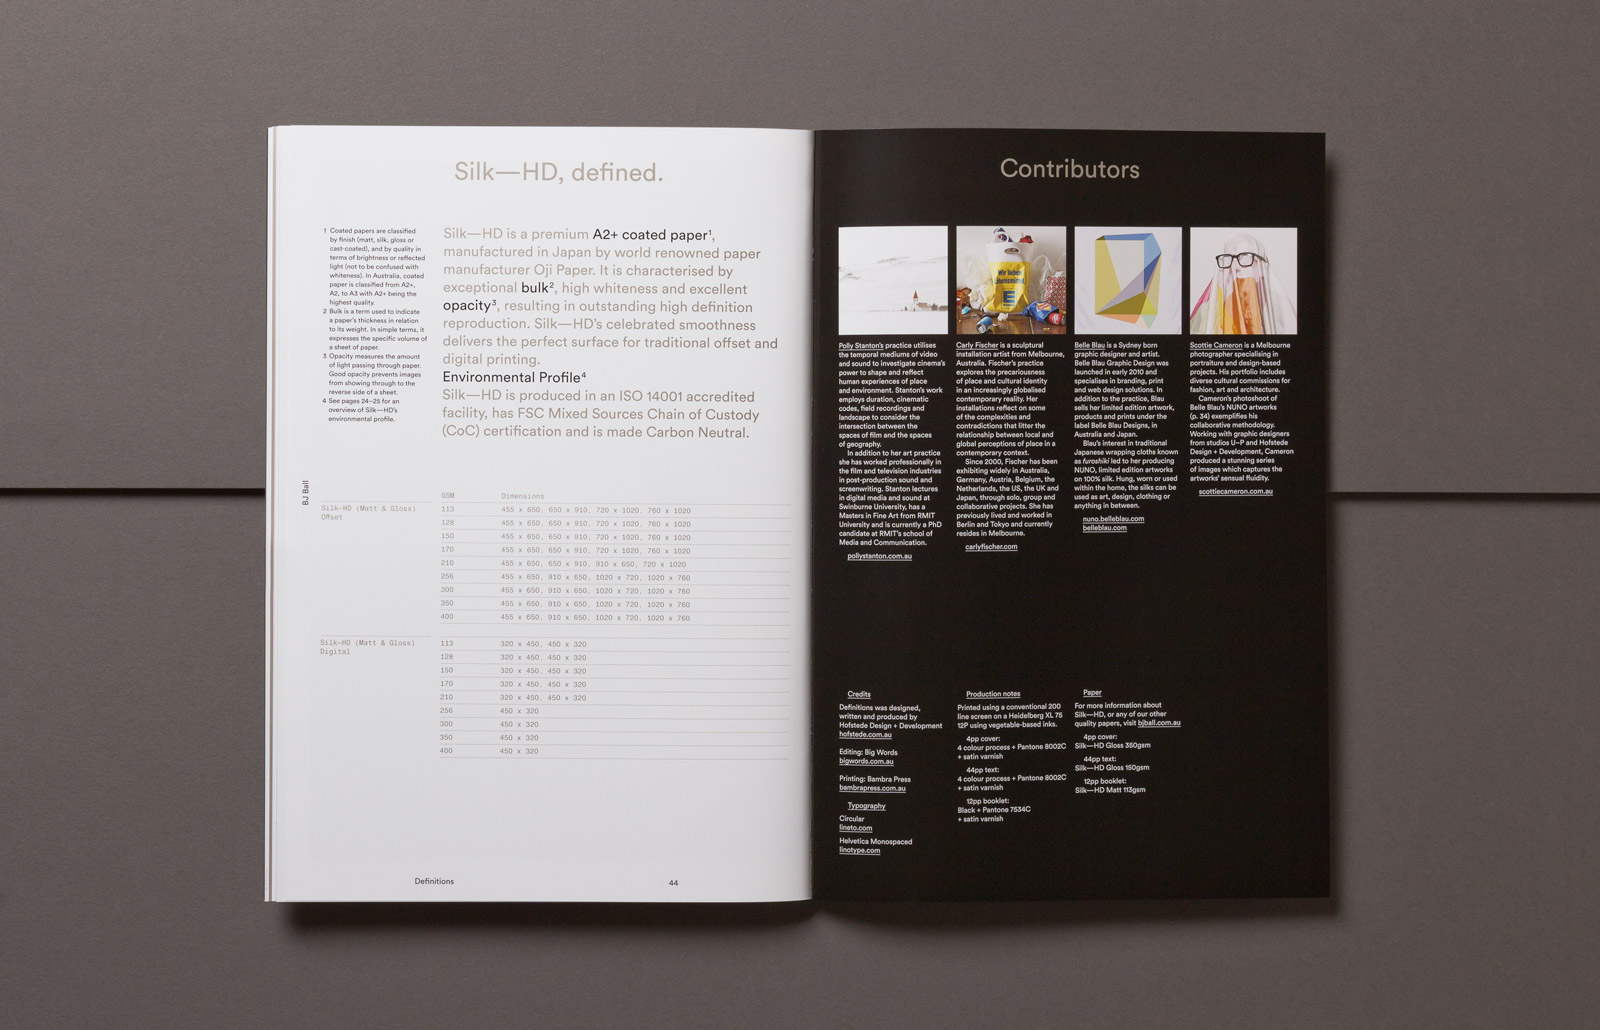 Silk—HD, defined.
1 Coated papers are classified
by finish (matt, silk, gloss or
cast-coated), and by quality in
terms of brightness or reflected
light (not to be confused with
whiteness). In Australia, coated
paper is classified from A2+,
A2, to A3 with A2+ being the
highest quality.
2 Bulk is a term used to indicate
a paper's thickness in relation
to its weight. In simple terms, it
expresses the specific volume of
a sheet of paper.
3 Opacity measures the amount
of light passing through paper.
Good opacity prevents images
from showing through to the
reverse side of a sheet.
4 See pages 24–25 for an
overview of Silk—HD's
environmental profile.
Silk—HD is a premium A2+ coated paper¹,
manufactured in Japan by world renowned paper
manufacturer Oji Paper. It is characterised by
exceptional bulk², high whiteness and excellent
opacity³, resulting in outstanding high definition
reproduction. Silk—HD's celebrated smoothness
delivers the perfect surface for traditional offset and
digital printing.
Environmental Profile⁴
Silk—HD is produced in an ISO 14001 accredited
facility, has FSC Mixed Sources Chain of Custody
(CoC) certification and is made Carbon Neutral.
BJ Ball
GSM Dimensions
Silk—HD (Matt & Gloss)
Offset
113 455 x 650, 650 x 910, 720 x 1020, 760 x 1020
128 455 x 650, 650 x 910, 720 x 1020, 760 x 1020
150 455 x 650, 650 x 910, 720 x 1020, 760 x 1020
170 455 x 650, 650 x 910, 720 x 1020, 760 x 1020
210 455 x 650, 650 x 910, 910 x 650, 720 x 1020
256 455 x 650, 910 x 650, 1020 x 720, 1020 x 760
300 455 x 650, 910 x 650, 1020 x 720, 1020 x 760
350 455 x 650, 910 x 650, 1020 x 720, 1020 x 760
400 455 x 650, 910 x 650, 1020 x 720, 1020 x 760
Silk—HD (Matt & Gloss)
Digital
113 320 x 450, 450 x 320
128 320 x 450, 450 x 320
150 320 x 450, 450 x 320
170 320 x 450, 450 x 320
210 320 x 450, 450 x 320
256 450 x 320
300 450 x 320
350 450 x 320
400 450 x 320
Definitions 44
Contributors
Wir lieben
Lebensmittel.
E
Polly Stanton's practice utilises
the temporal mediums of video
and sound to investigate cinema's
power to shape and reflect
human experiences of place
and environment. Stanton's work
employs duration, cinematic
codes, field recordings and
landscape to consider the
intersection between the
spaces of film and the spaces
of geography.
In addition to her art practice
she has worked professionally in
the film and television industries
in post-production sound and
screenwriting. Stanton lectures
in digital media and sound at
Swinburne University, has a
Masters in Fine Art from RMIT
University and is currently a PhD
candidate at RMIT's school of
Media and Communication.
pollystanton.com.au
Carly Fischer is a sculptural
installation artist from Melbourne,
Australia. Fischer's practice
explores the precariousness
of place and cultural identity
in an increasingly globalised
contemporary reality. Her
installations reflect on some
of the complexities and
contradictions that litter the
relationship between local and
global perceptions of place in a
contemporary context.
Since 2000, Fischer has been
exhibiting widely in Australia,
Germany, Austria, Belgium, the
Netherlands, the US, the UK and
Japan, through solo, group and
collaborative projects. She has
previously lived and worked in
Berlin and Tokyo and currently
resides in Melbourne.
carlyfischer.com
Belle Blau is a Sydney born
graphic designer and artist.
Belle Blau Graphic Design was
launched in early 2010 and
specialises in branding, print
and web design solutions. In
addition to the practice, Blau
sells her limited edition artwork,
products and prints under the
label Belle Blau Designs, in
Australia and Japan.
Blau's interest in traditional
Japanese wrapping cloths known
as furoshiki led to her producing
NUNO, limited edition artworks
on 100% silk. Hung, worn or used
within the home, the silks can be
used as art, design, clothing or
anything in between.
nuno.belleblau.com
belleblau.com
Scottie Cameron is a Melbourne
photographer specialising in
portraiture and design-based
projects. His portfolio includes
diverse cultural commissions for
fashion, art and architecture.
Cameron's photoshoot of
Belle Blau's NUNO artworks
(p. 34) exemplifies his
collaborative methodology.
Working with graphic designers
from studios U–P and Hofstede
Design + Development, Cameron
produced a stunning series
of images which captures the
artworks' sensual fluidity.
scottiecameron.com.au
Credits
Definitions was designed,
written and produced by
Hofstede Design + Development
hofstede.com.au
Editing: Big Words
bigwords.com.au
Printing: Bambra Press
bambrapress.com.au
Typography
Circular
lineto.com
Helvetica Monospaced
linotype.com
Production notes
Printed using a conventional 200
line screen on a Heidelberg XL 75
12P using vegetable-based inks.
4pp cover:
4 colour process + Pantone 8002C
+ satin varnish
44pp text:
4 colour process + Pantone 8002C
+ satin varnish
12pp booklet:
Black + Pantone 7534C
+ satin varnish
Paper
For more information about
Silk—HD, or any of our other
quality papers, visit bjball.com.au
4pp cover:
Silk—HD Gloss 350gsm
44pp text:
Silk—HD Gloss 150gsm
12pp booklet:
Silk—HD Matt 113gsm